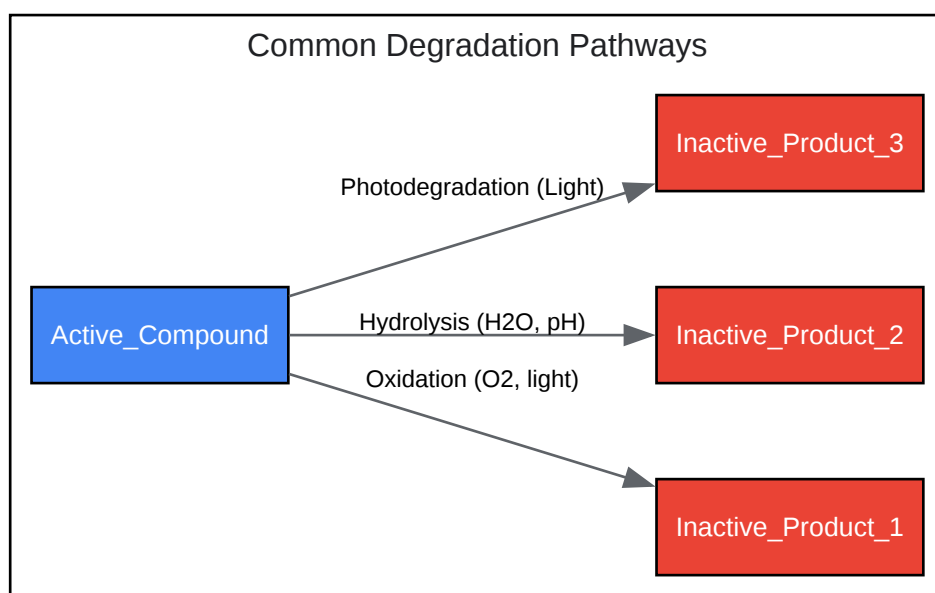 Common Degradation Pathways
Inactive_Product_3
Photodegradation (Light)
Active_Compound
Hydrolysis (H2O, pH)
Inactive_Product_2
Oxidation (O2, light)
Inactive_Product_1